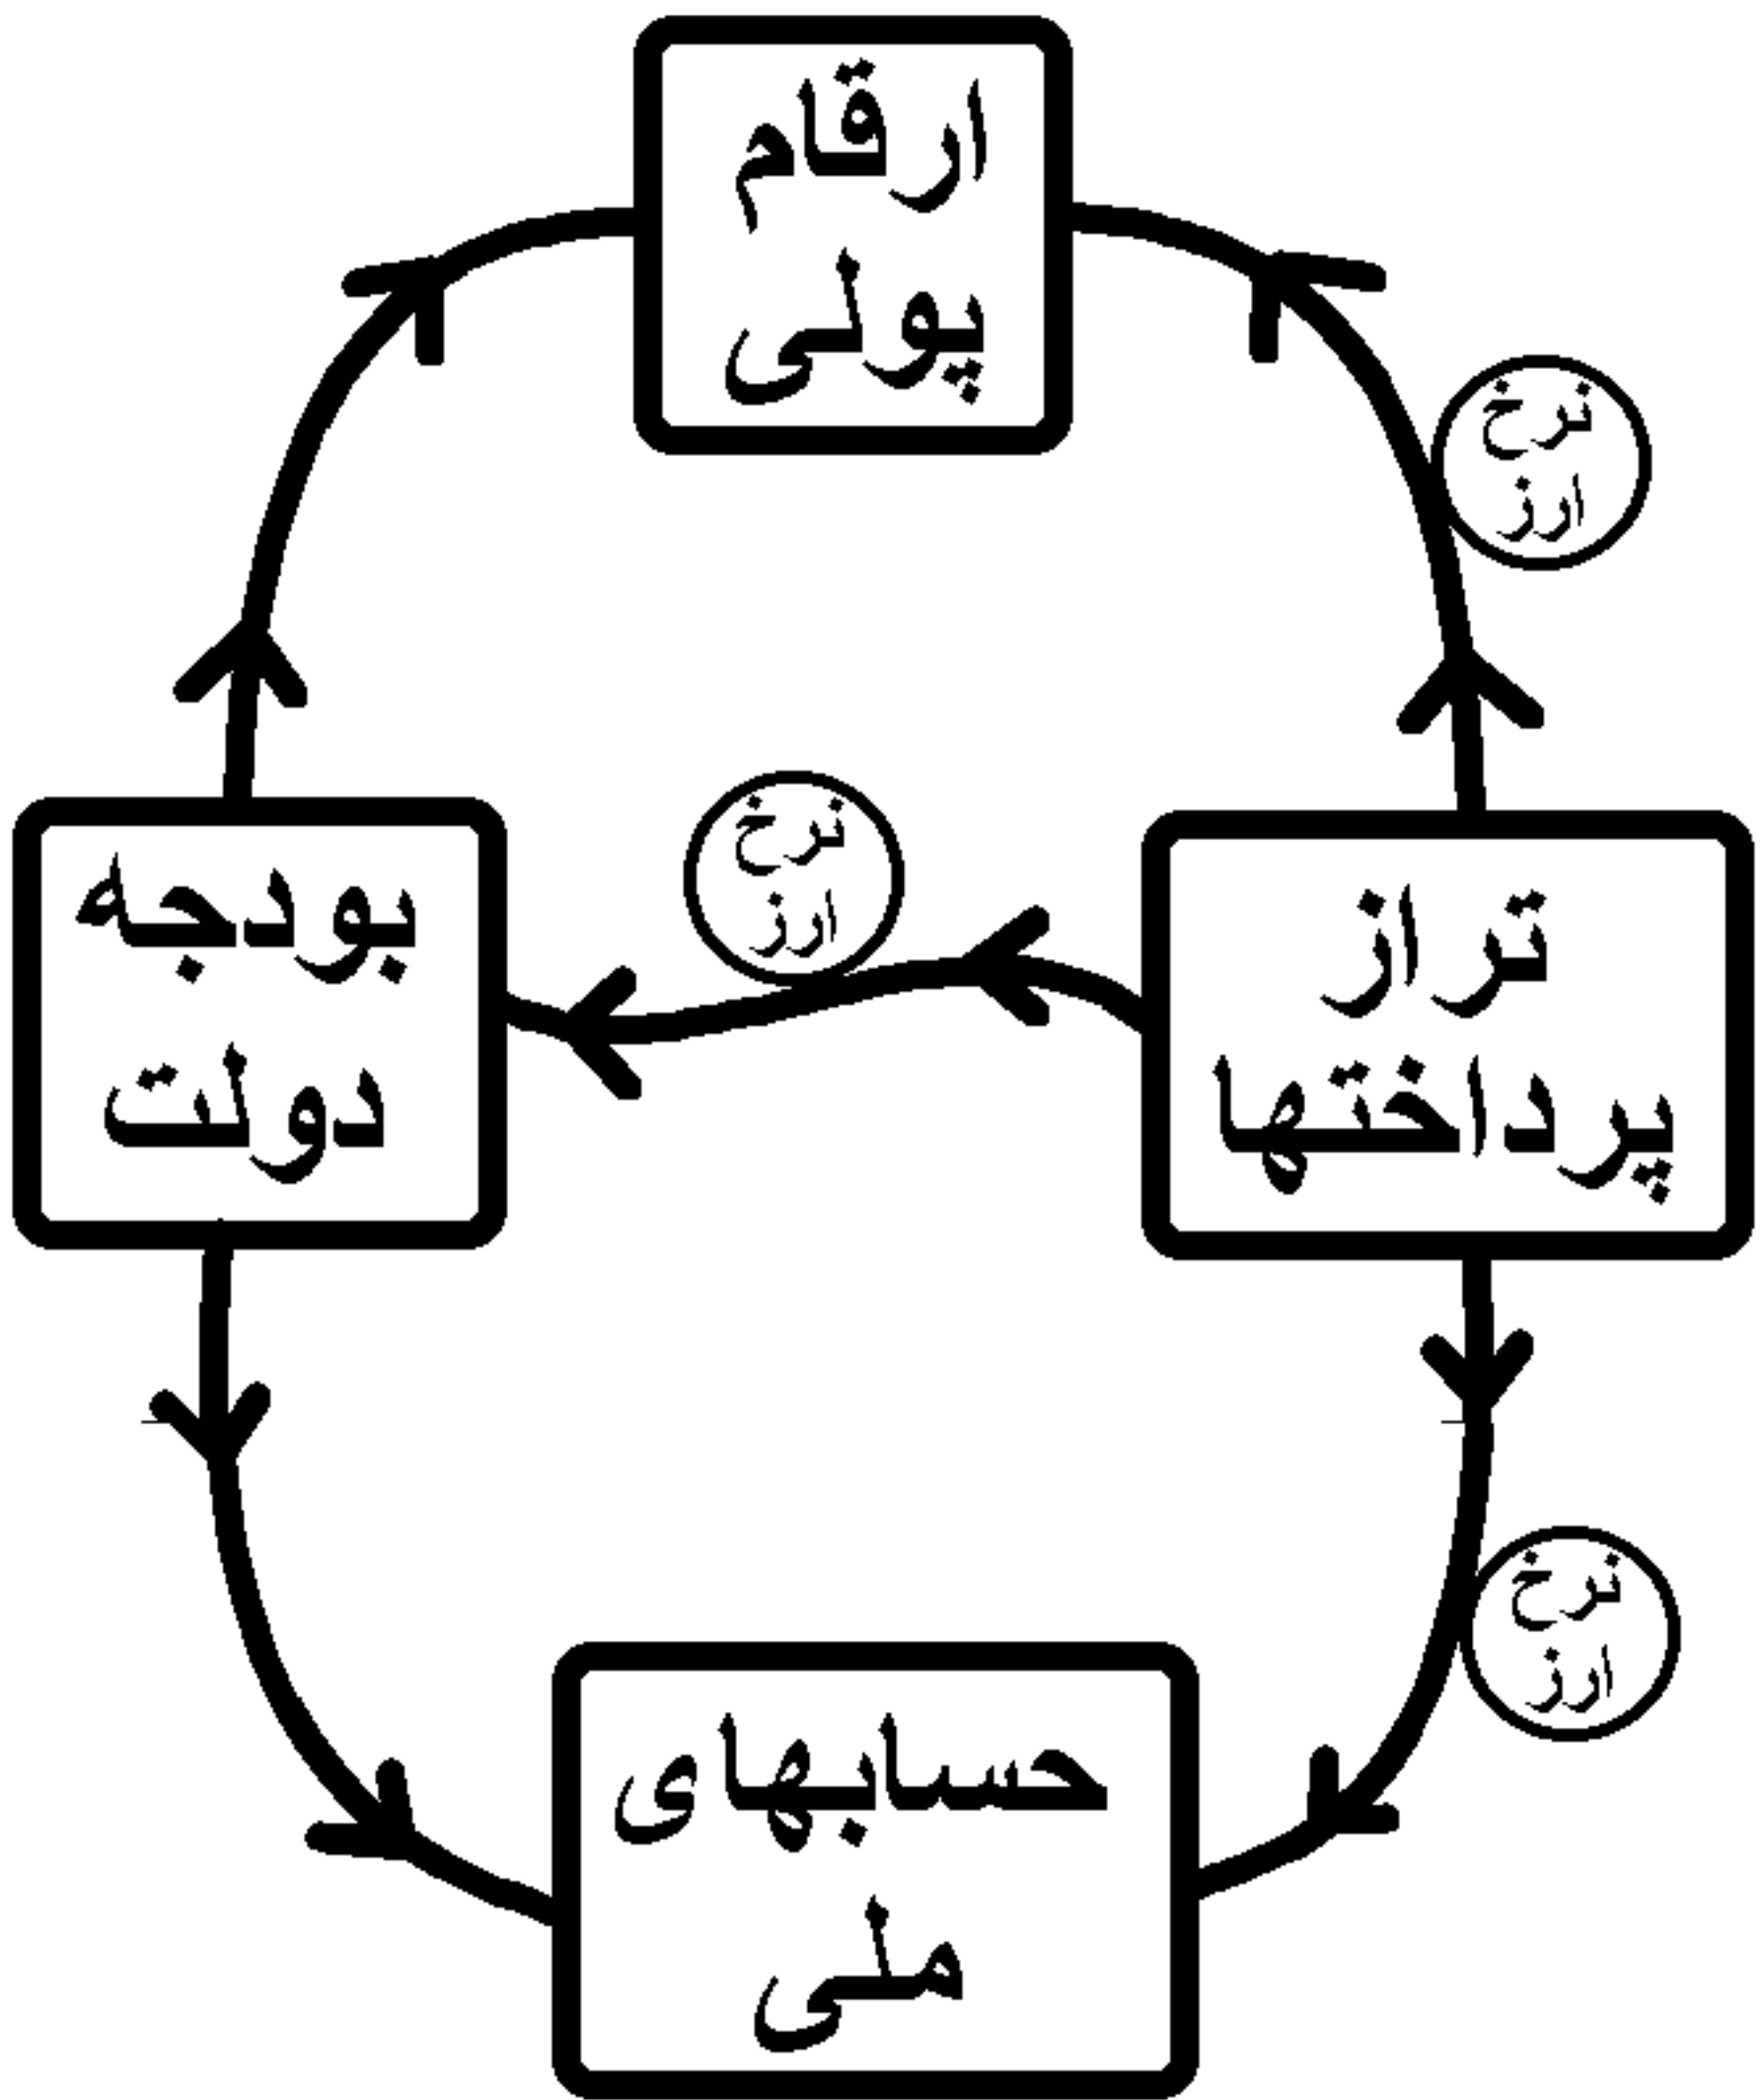 ارقام
پولی
نرخ
ارز
نرخ
ارز
تراز
پرداختها
بودجه
دولت
نرخ
ارز
حسابهای
ملی